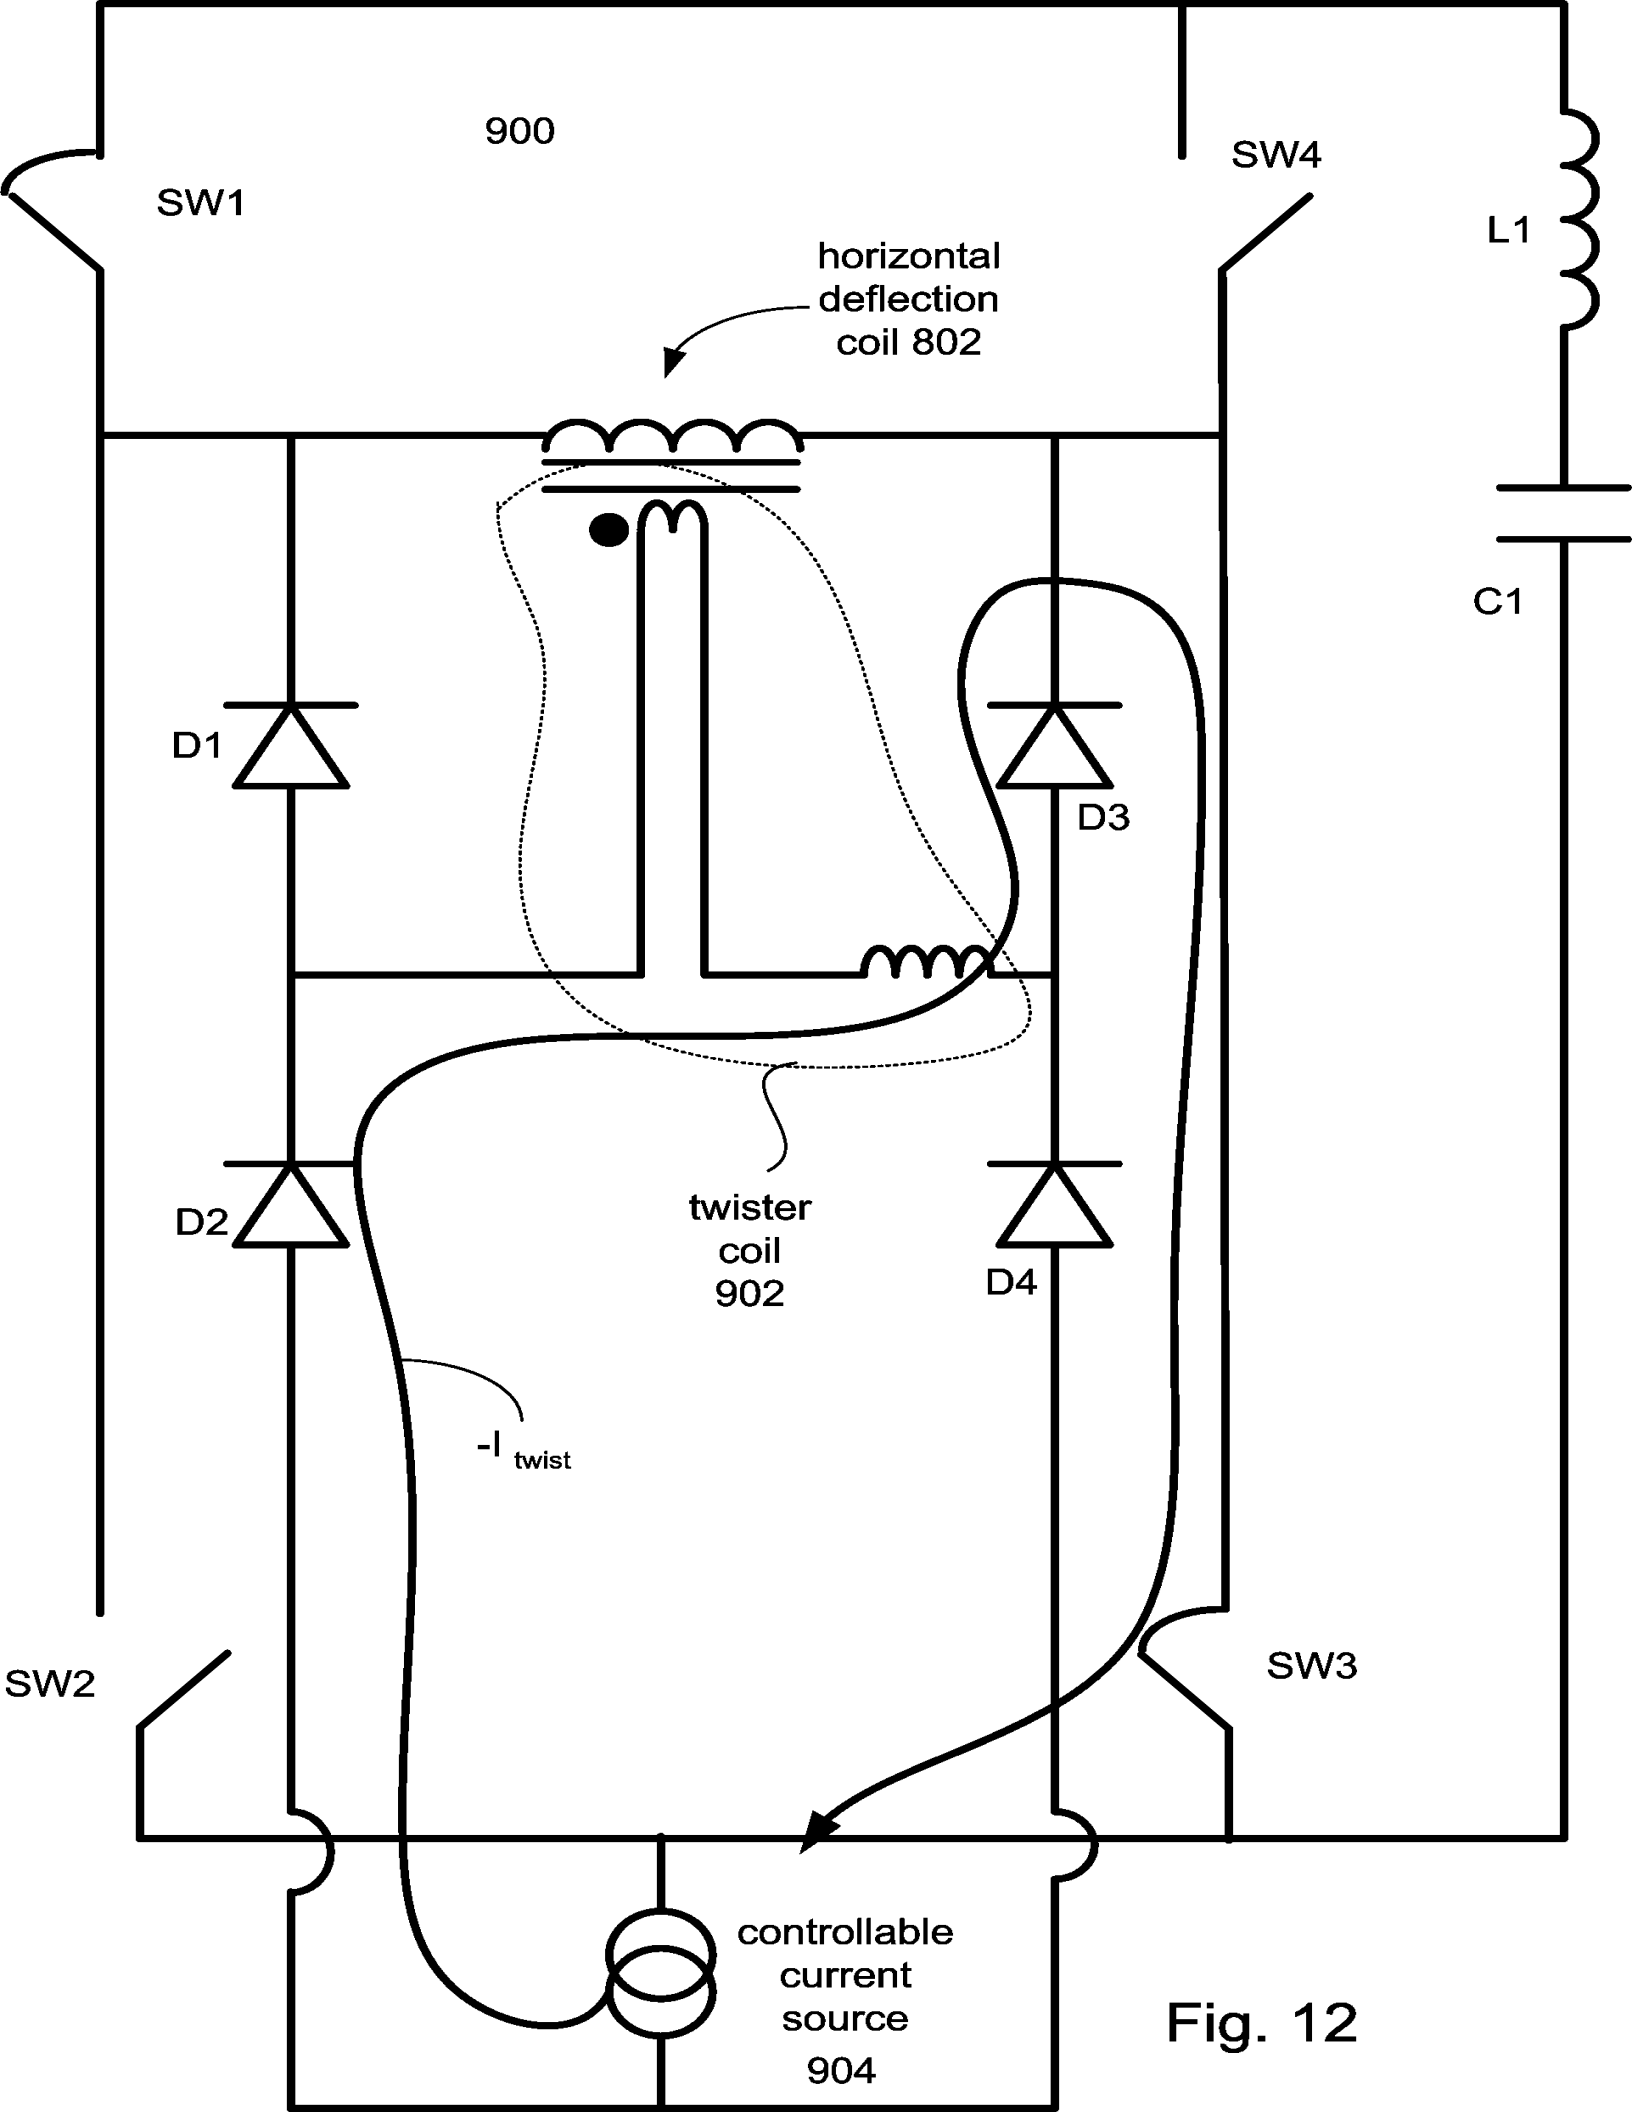 900
SW1
SW4
L1
horizontal
deflection
coil 802
C1
D1
D3
twister
coil
902
D2
D4
-I twist
SW2
SW3
controllable
current
source
904
Fig. 12